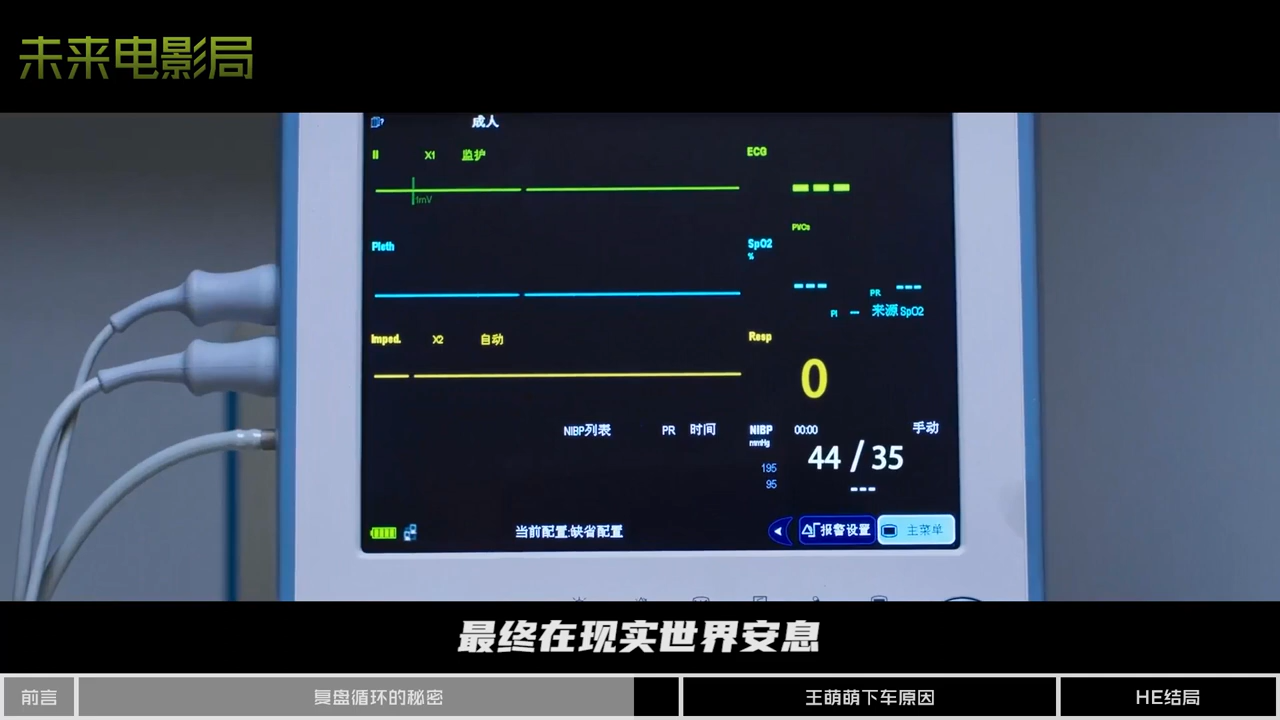 未来电影局
成人
II X1 监护 ECG
1mV
PVCs
Pleth SpO2
%
PR
PI 来源 SpO2
Imped. X2 自动 Resp
0
NIBP列表 PR 时间 NIBP 00:00 手动
mmHg
44 / 35
195
95
当前配置:缺省配置 报警设置 主菜单
最终在现实世界安息
前言 复盘循环的秘密 王萌萌下车原因 HE结局